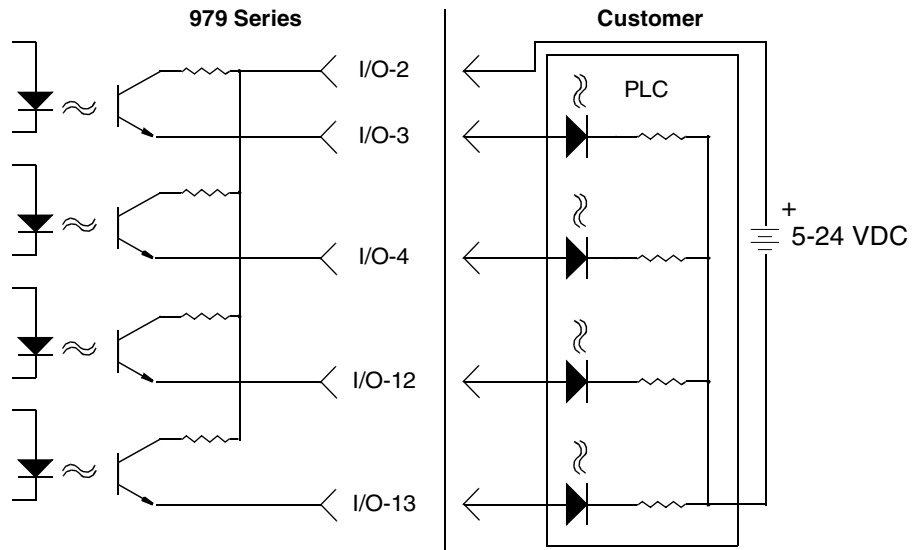 979 Series
Customer
I/O-2
PLC
I/O-3
+
5-24 VDC
I/O-4
I/O-12
I/O-13